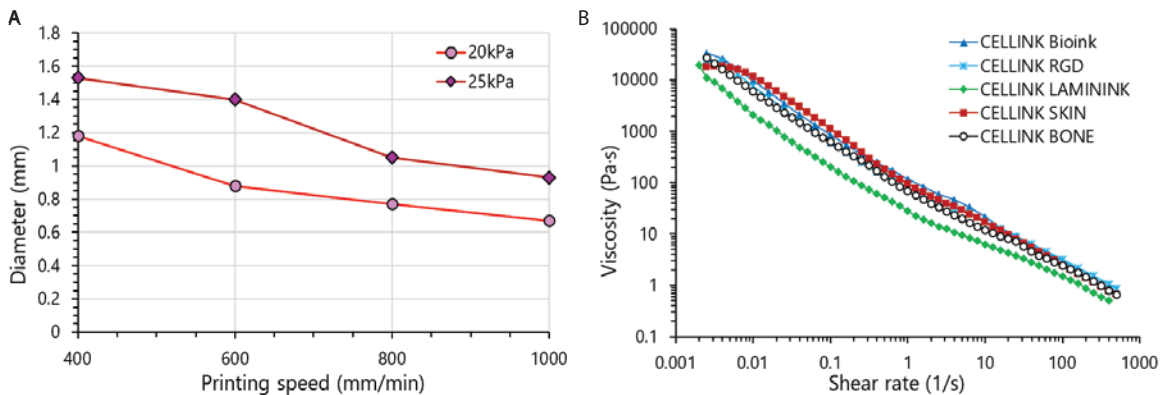 A
1.8
1.6
1.4
1.2
1
0.8
0.6
0.4
0.2
0
400
600
800
1000
Diameter (mm)
Printing speed (mm/min)
20kPa
25kPa
B
100000
10000
1000
100
10
1
0.1
0.001
0.01
0.1
1
10
100
1000
Viscosity (Pa·s)
Shear rate (1/s)
CELLINK Bioink
CELLINK RGD
CELLINK LAMININK
CELLINK SKIN
CELLINK BONE